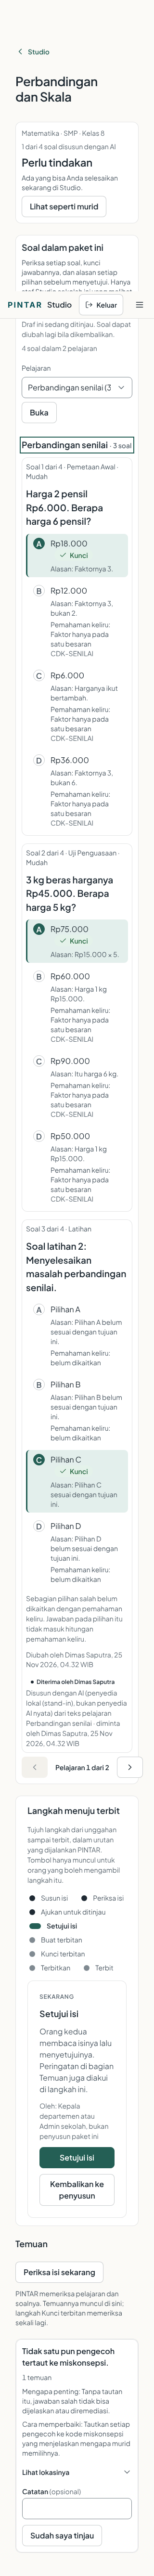 Studio
Perbandingan
dan Skala
Matematika · SMP · Kelas 8
1 dari 4 soal disusun dengan AI
Perlu tindakan
Ada yang bisa Anda selesaikan
sekarang di Studio.
Lihat seperti murid
Soal dalam paket ini
Periksa setiap soal, kunci
jawabannya, dan alasan setiap
pilihan sebelum menyetujui. Hanya
PINTAR Studio Keluar
Draf ini sedang ditinjau. Soal dapat
diubah lagi bila dikembalikan.
4 soal dalam 2 pelajaran
Pelajaran
Perbandingan senilai (3
Buka
Perbandingan senilai · 3 soal
Soal 1 dari 4 · Pemetaan Awal ·
Mudah
Harga 2 pensil
Rp6.000. Berapa
harga 6 pensil?
A Rp18.000
Kunci
Alasan: Faktornya 3.
B Rp12.000
Alasan: Faktornya 3,
bukan 2.
Pemahaman keliru:
Faktor hanya pada
satu besaran
CDK-SENILAI
C Rp6.000
Alasan: Harganya ikut
bertambah.
Pemahaman keliru:
Faktor hanya pada
satu besaran
CDK-SENILAI
D Rp36.000
Alasan: Faktornya 3,
bukan 6.
Pemahaman keliru:
Faktor hanya pada
satu besaran
CDK-SENILAI
Soal 2 dari 4 · Uji Penguasaan ·
Mudah
3 kg beras harganya
Rp45.000. Berapa
harga 5 kg?
A Rp75.000
Kunci
Alasan: Rp15.000 × 5.
B Rp60.000
Alasan: Harga 1 kg
Rp15.000.
Pemahaman keliru:
Faktor hanya pada
satu besaran
CDK-SENILAI
C Rp90.000
Alasan: Itu harga 6 kg.
Pemahaman keliru:
Faktor hanya pada
satu besaran
CDK-SENILAI
D Rp50.000
Alasan: Harga 1 kg
Rp15.000.
Pemahaman keliru:
Faktor hanya pada
satu besaran
CDK-SENILAI
Soal 3 dari 4 · Latihan
Soal latihan 2:
Menyelesaikan
masalah perbandingan
senilai.
A Pilihan A
Alasan: Pilihan A belum
sesuai dengan tujuan
ini.
Pemahaman keliru:
belum dikaitkan
B Pilihan B
Alasan: Pilihan B belum
sesuai dengan tujuan
ini.
Pemahaman keliru:
belum dikaitkan
C Pilihan C
Kunci
Alasan: Pilihan C
sesuai dengan tujuan
ini.
D Pilihan D
Alasan: Pilihan D
belum sesuai dengan
tujuan ini.
Pemahaman keliru:
belum dikaitkan
Sebagian pilihan salah belum
dikaitkan dengan pemahaman
keliru. Jawaban pada pilihan itu
tidak masuk hitungan
pemahaman keliru.
Diubah oleh Dimas Saputra, 25
Nov 2026, 04.32 WIB
Diterima oleh Dimas Saputra
Disusun dengan AI (penyedia
lokal (stand-in), bukan penyedia
AI nyata) dari teks pelajaran
Perbandingan senilai · diminta
oleh Dimas Saputra, 25 Nov
2026, 04.32 WIB
Pelajaran 1 dari 2
Langkah menuju terbit
Tujuh langkah dari unggahan
sampai terbit, dalam urutan
yang dijalankan PINTAR.
Tombol hanya muncul untuk
orang yang boleh mengambil
langkah itu.
Susun isi Periksa isi
Ajukan untuk ditinjau
Setujui isi
Buat terbitan
Kunci terbitan
Terbitkan Terbit
SEKARANG
Setujui isi
Orang kedua
membaca isinya lalu
menyetujuinya.
Peringatan di bagian
Temuan juga diakui
di langkah ini.
Oleh: Kepala
departemen atau
Admin sekolah, bukan
penyusun paket ini
Setujui isi
Kembalikan ke
penyusun
Temuan
Periksa isi sekarang
PINTAR memeriksa pelajaran dan
soalnya. Temuannya muncul di sini;
langkah Kunci terbitan memeriksa
sekali lagi.
Tidak satu pun pengecoh
tertaut ke miskonsepsi.
1 temuan
Mengapa penting: Tanpa tautan
itu, jawaban salah tidak bisa
dijelaskan atau diremediasi.
Cara memperbaiki: Tautkan setiap
pengecoh ke kode miskonsepsi
yang menjelaskan mengapa murid
memilihnya.
Lihat lokasinya
Catatan (opsional)
Sudah saya tinjau